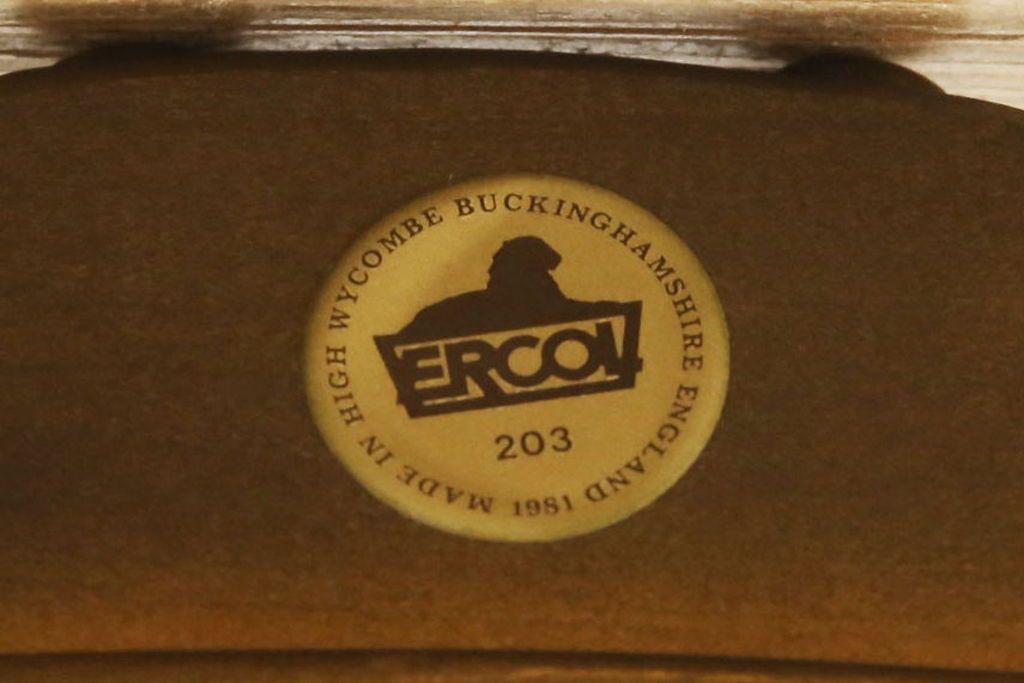 MADE IN HIGH WYCOMBE BUCKINGHAMSHIRE ENGLAND 1981
ERCOL
203